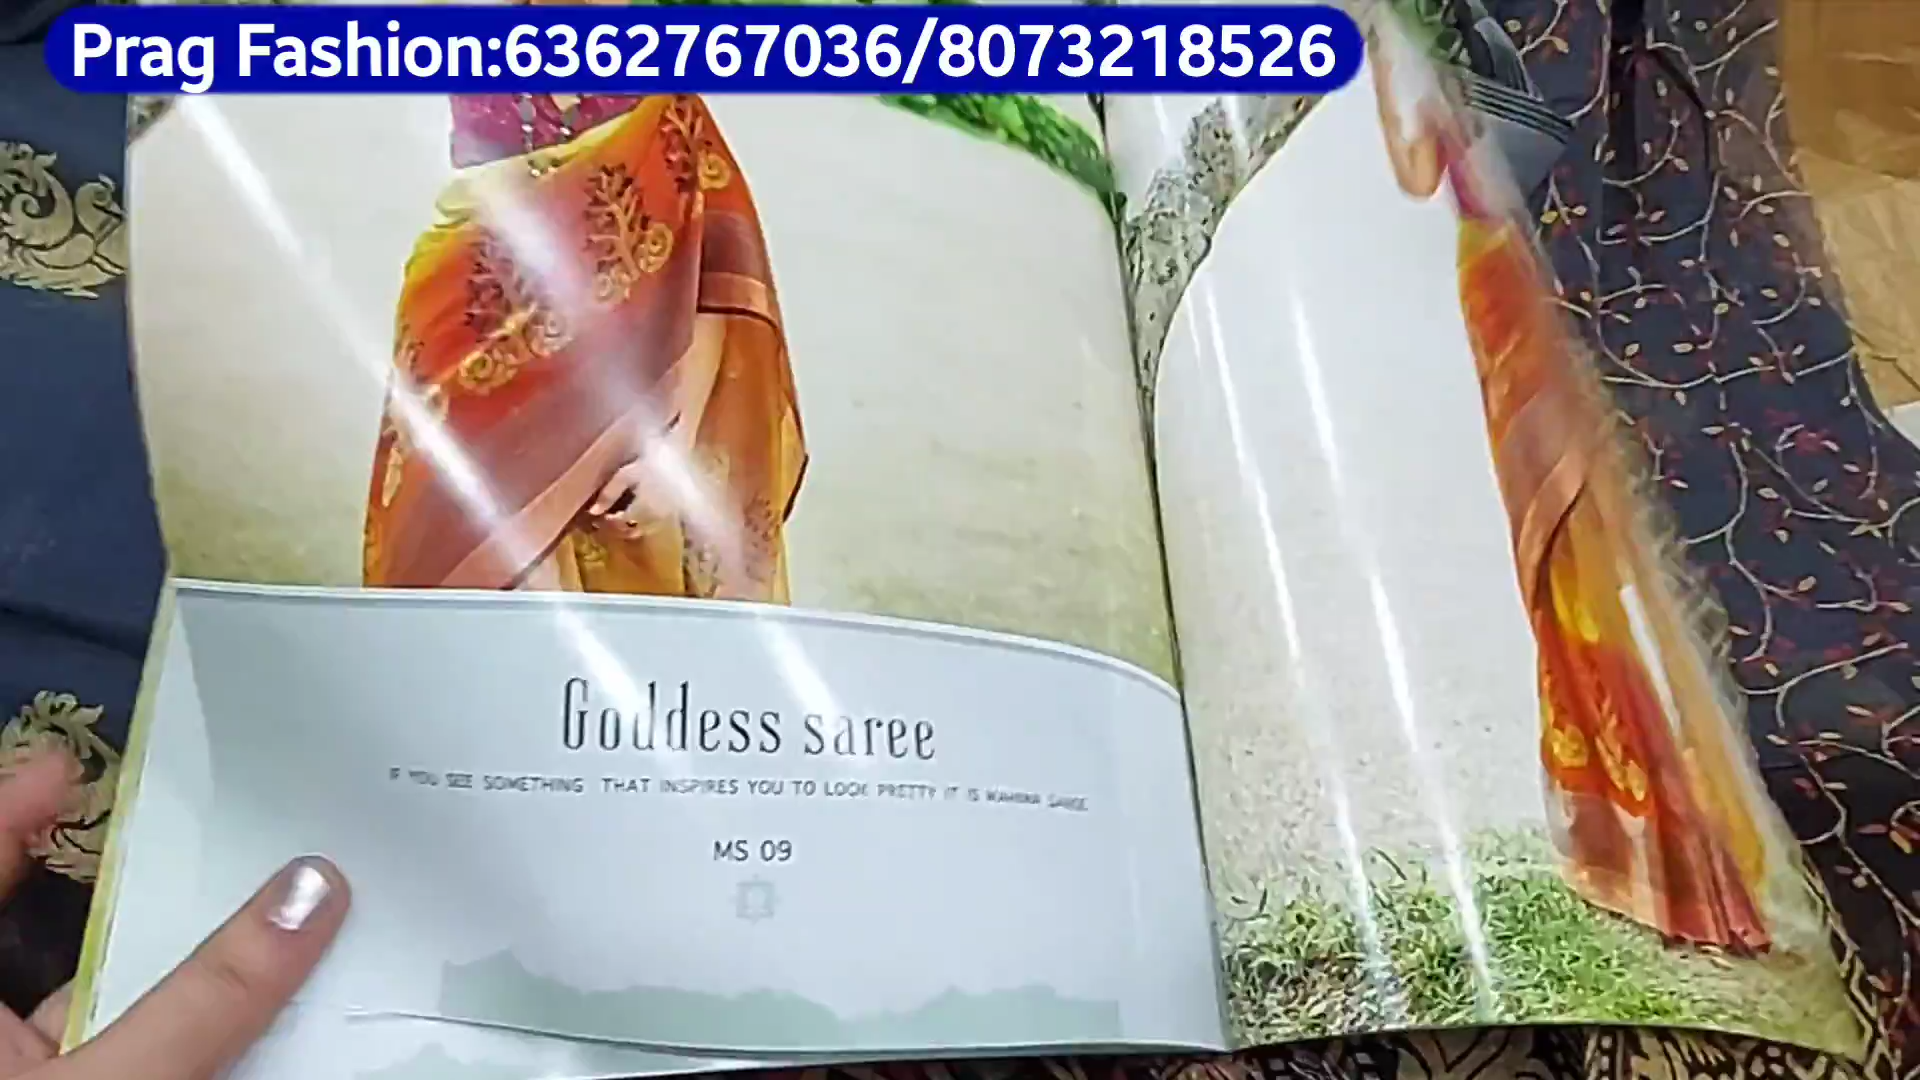 Prag Fashion:6362767036/8073218526
Goddess saree
IF YOU SEE SOMETHING THAT INSPIRES YOU TO LOOK PRETTY IT IS
MS 09